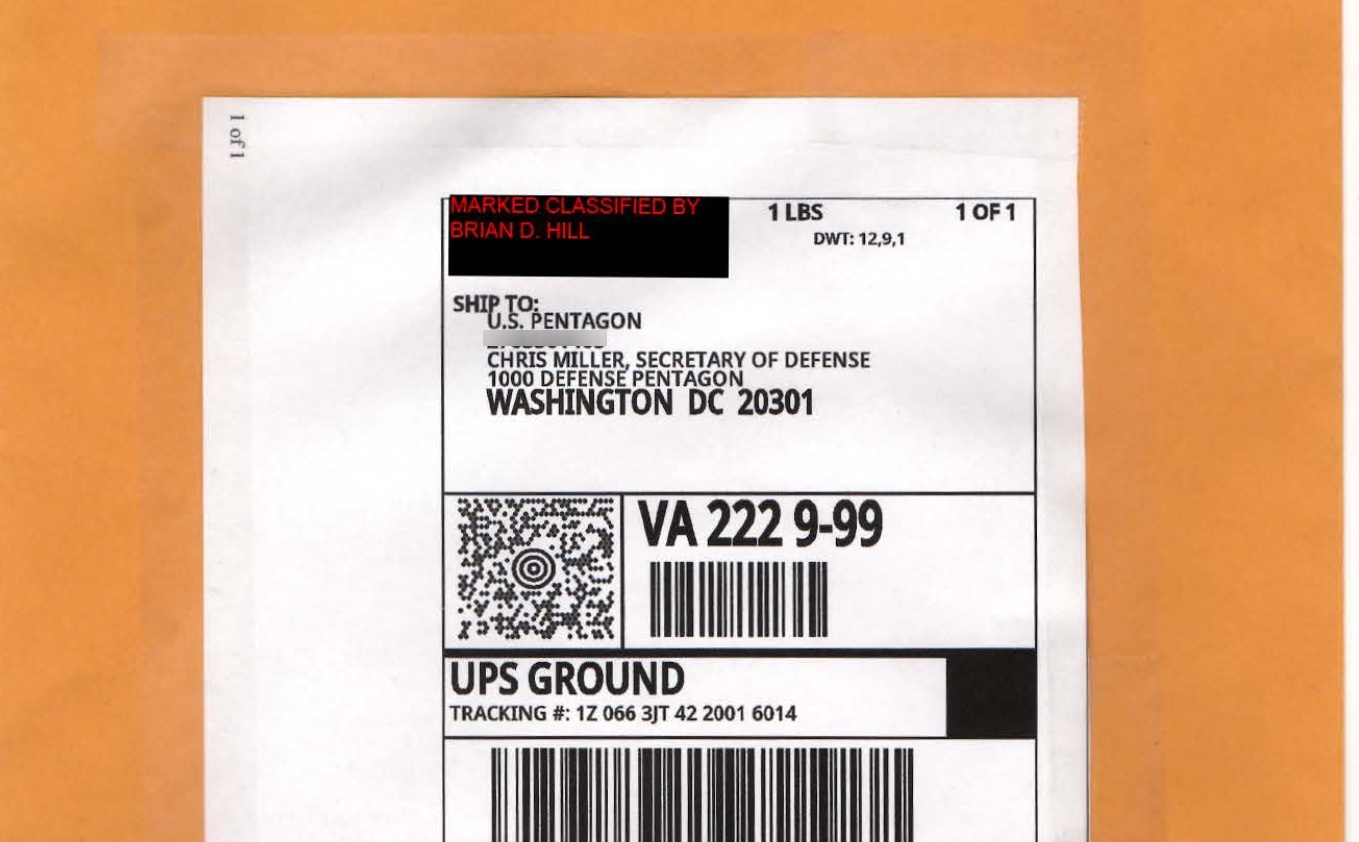 1 of 1
MARKED CLASSIFIED BY
BRIAN D. HILL
1 LBS
1 OF 1
DWT: 12,9,1
SHIP TO:
U.S. PENTAGON
CHRIS MILLER, SECRETARY OF DEFENSE
1000 DEFENSE PENTAGON
WASHINGTON DC 20301
VA 222 9-99
UPS GROUND
TRACKING #: 1Z 066 3JT 42 2001 6014